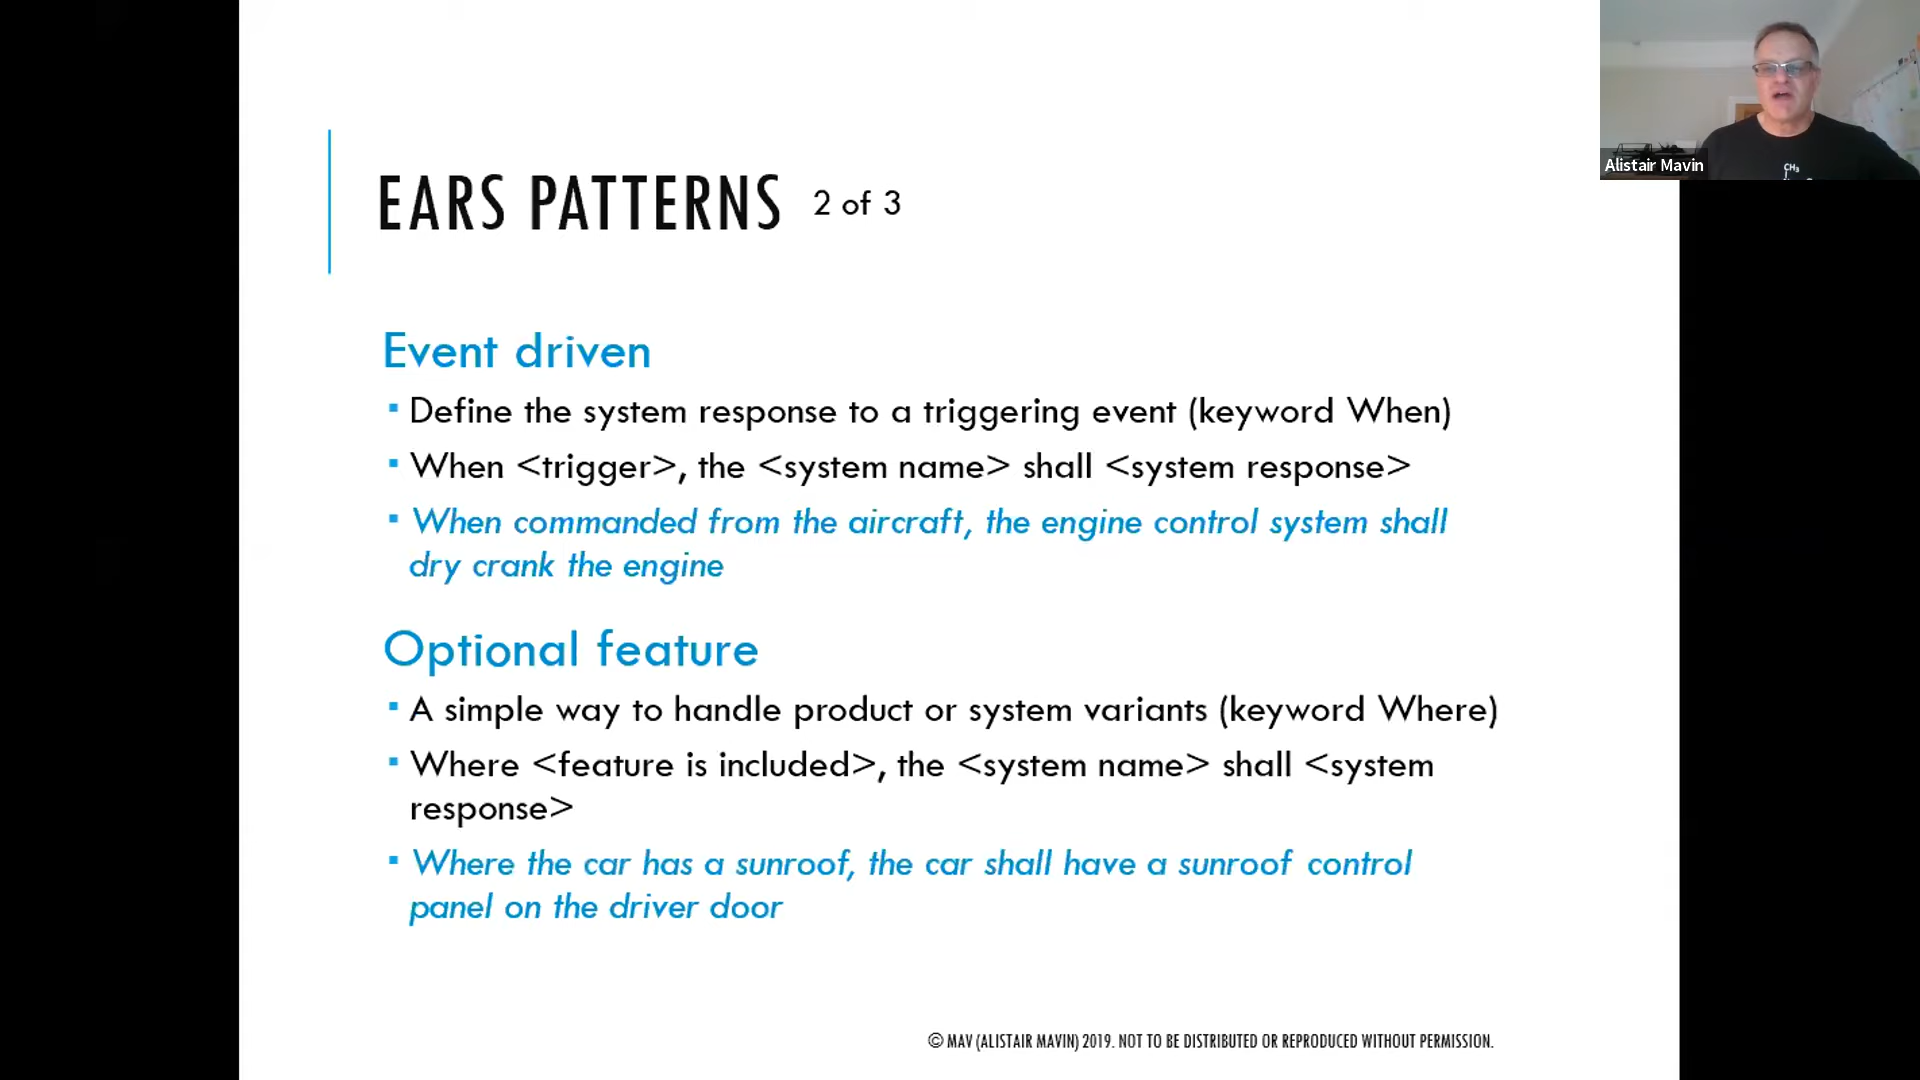 EARS PATTERNS 2 of 3
Event driven
▪ Define the system response to a triggering event (keyword When)
▪ When <trigger>, the <system name> shall <system response>
▪ When commanded from the aircraft, the engine control system shall
dry crank the engine
Optional feature
▪ A simple way to handle product or system variants (keyword Where)
▪ Where <feature is included>, the <system name> shall <system
response>
▪ Where the car has a sunroof, the car shall have a sunroof control
panel on the driver door
© MAV (ALISTAIR MAVIN) 2019. NOT TO BE DISTRIBUTED OR REPRODUCED WITHOUT PERMISSION.
Alistair Mavin
CH₃